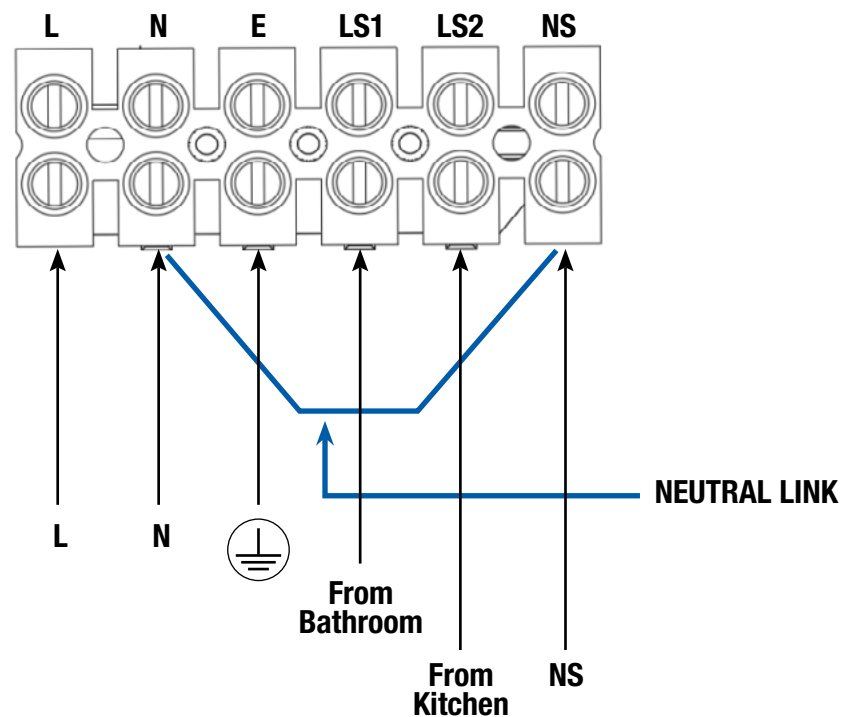 L N E LS1 LS2 NS
NEUTRAL LINK
L N
From
Bathroom
From
Kitchen
NS